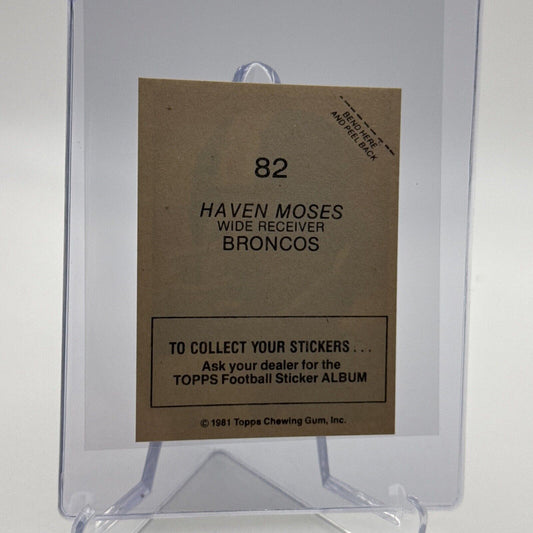 BEND HERE
AND PEEL BACK
82
HAVEN MOSES
WIDE RECEIVER
BRONCOS
TO COLLECT YOUR STICKERS...
Ask your dealer for the
TOPPS Football Sticker ALBUM
© 1981 Topps Chewing Gum, Inc.